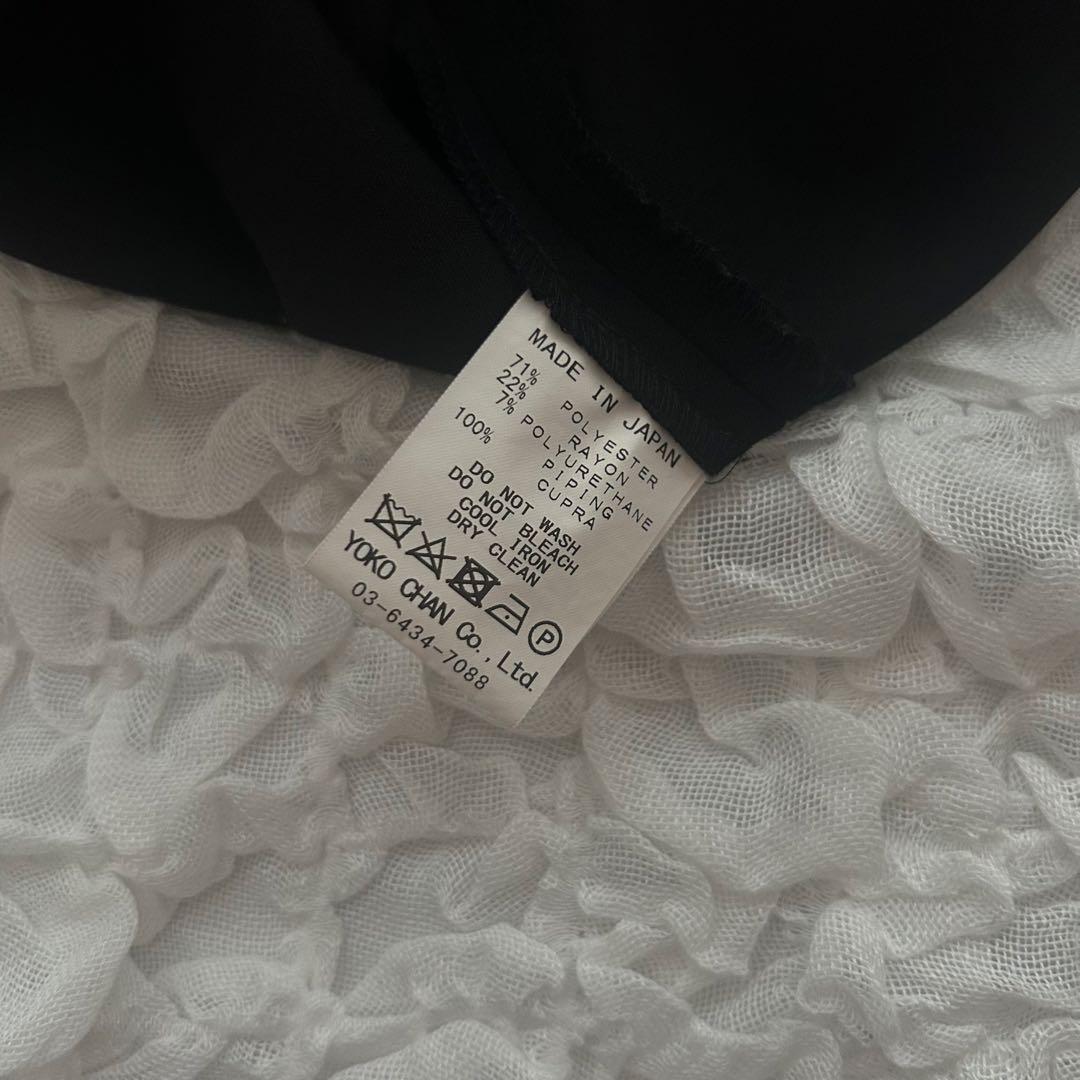 MADE IN JAPAN
71% POLYESTER
22% RAYON
7% POLYURETHANE
PIPING
100% CUPRA
DO NOT WASH
DO NOT BLEACH
COOL IRON
DRY CLEAN
P
YOKO CHAN Co., Ltd.
03-6434-7088